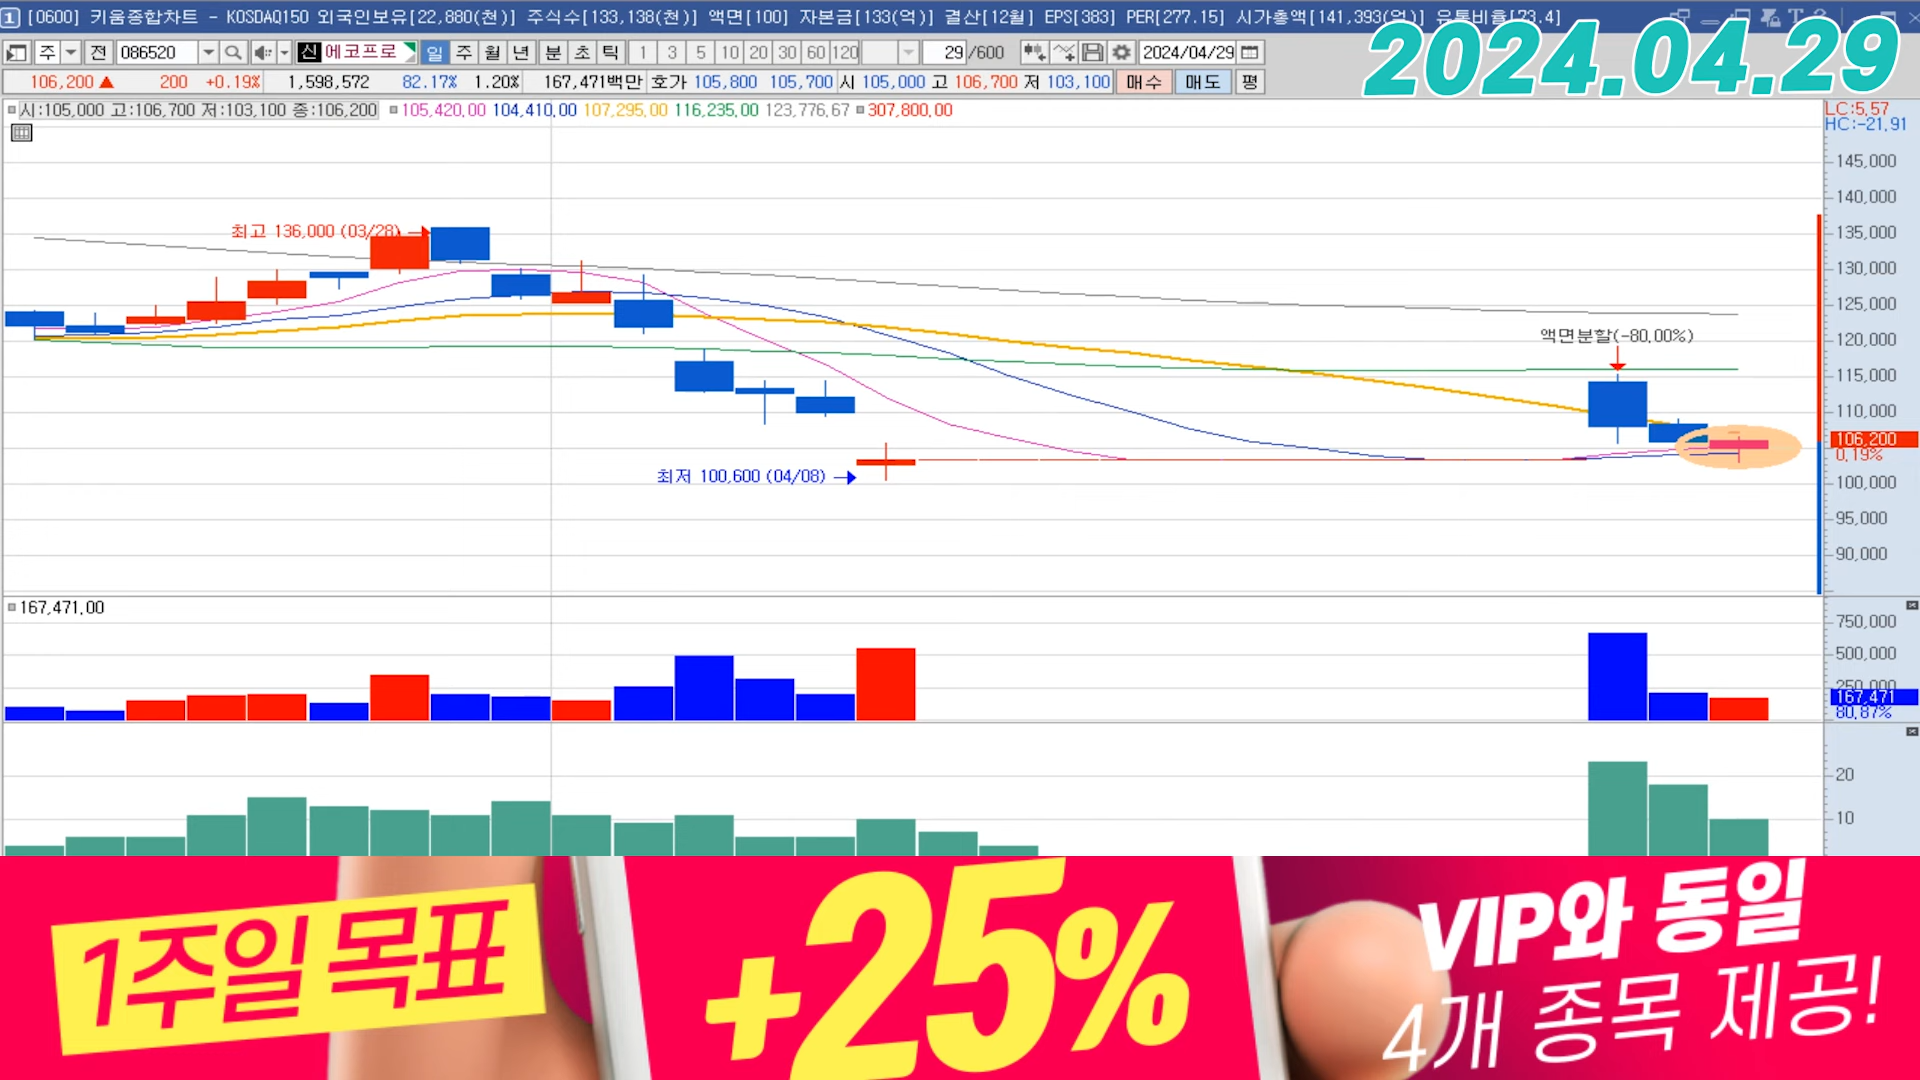 1 [0600] 키움종합차트 - KOSDAQ150 외국인보유[22,880(천)] 주식수[133,138(천)] 액면[100] 자본금[133(억)] 결산[12월] EPS[383] PER[277.15] 시가총액[141,393(억)] 유통비율[73.4]
2024.04.29
주 전 086520 신 에코프로 일 주 월 년 분 초 틱 1 3 5 10 20 30 60 120 29 /600 2024/04/29
106,200 ▲ 200 +0.19% 1,598,572 82.17% 1.20% 167,471백만 호가 105,800 105,700 시 105,000 고 106,700 저 103,100 매수 매도 평
시:105,000 고:106,700 저:103,100 종:106,200 105,420.00 104,410.00 107,295.00 116,235.00 123,776.67 307,800.00
LC:5.57
HC:-21.91
145,000
140,000
최고 136,000 (03/28)
135,000
130,000
125,000
액면분할(-80.00%)
120,000
115,000
110,000
106,200
0.19%
최저 100,600 (04/08)
100,000
95,000
90,000
167,471.00
750,000
500,000
250,000
167,471
80.87%
20
10
1주일 목표
+25%
VIP와 동일
4개 종목 제공!